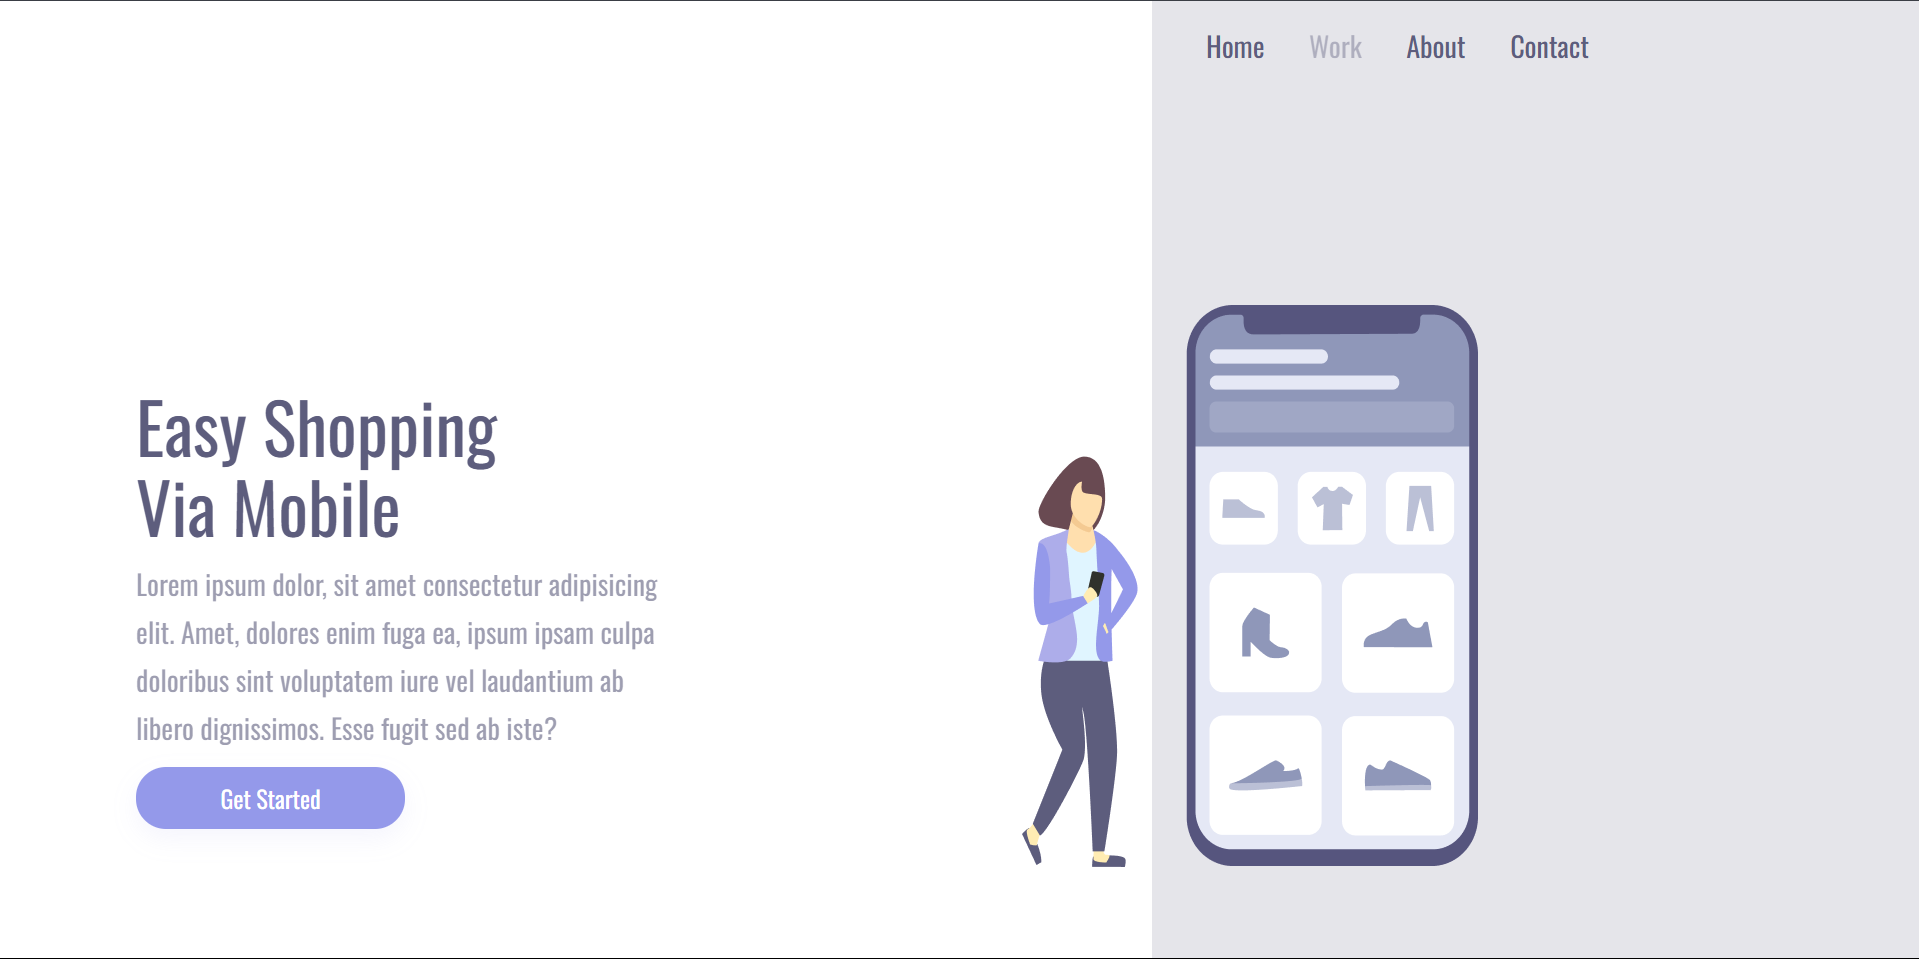 Home Work About Contact
Easy Shopping
Via Mobile
Lorem ipsum dolor, sit amet consectetur adipisicing
elit. Amet, dolores enim fuga ea, ipsum ipsam culpa
doloribus sint voluptatem iure vel laudantium ab
libero dignissimos. Esse fugit sed ab iste?
Get Started